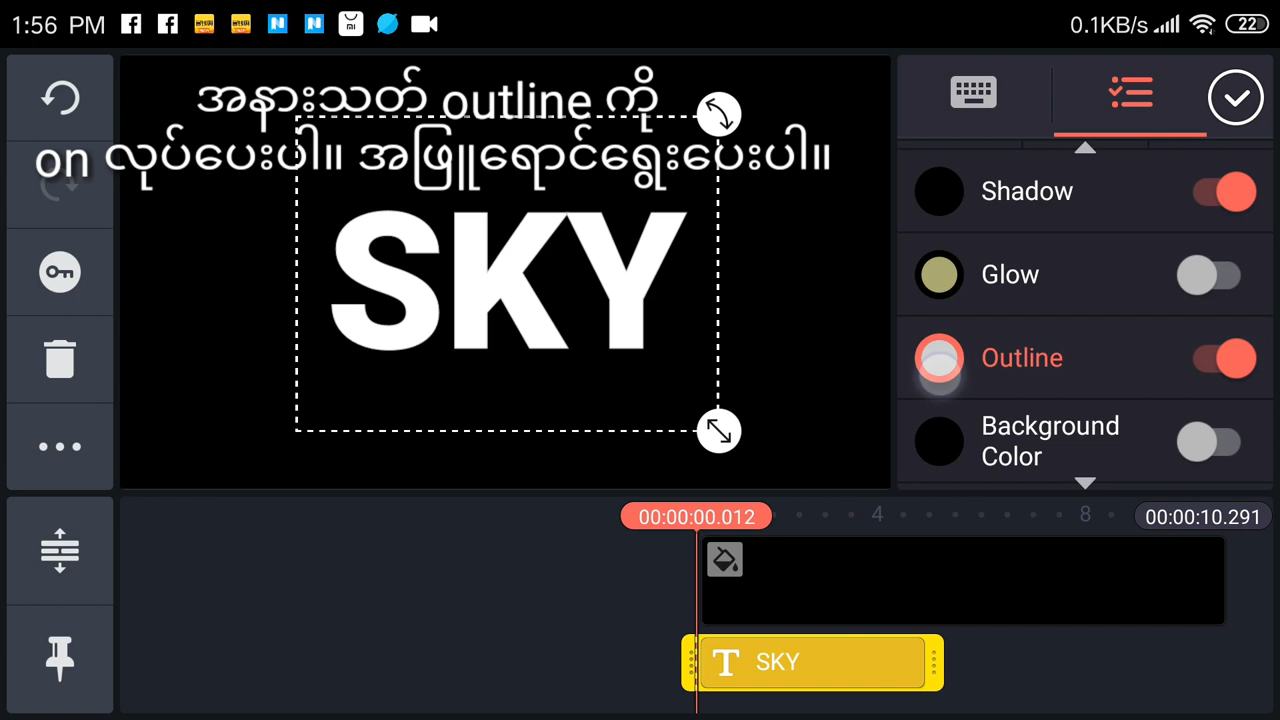 1:56 PM
0.1KB/s
22
အနားသတ် outline ကို
on လုပ်ပေးပါ။ အဖြူရောင်ရွေးပေးပါ။
SKY
Shadow
Glow
Outline
Background
Color
00:00:00.012
4
8
00:00:10.291
T SKY